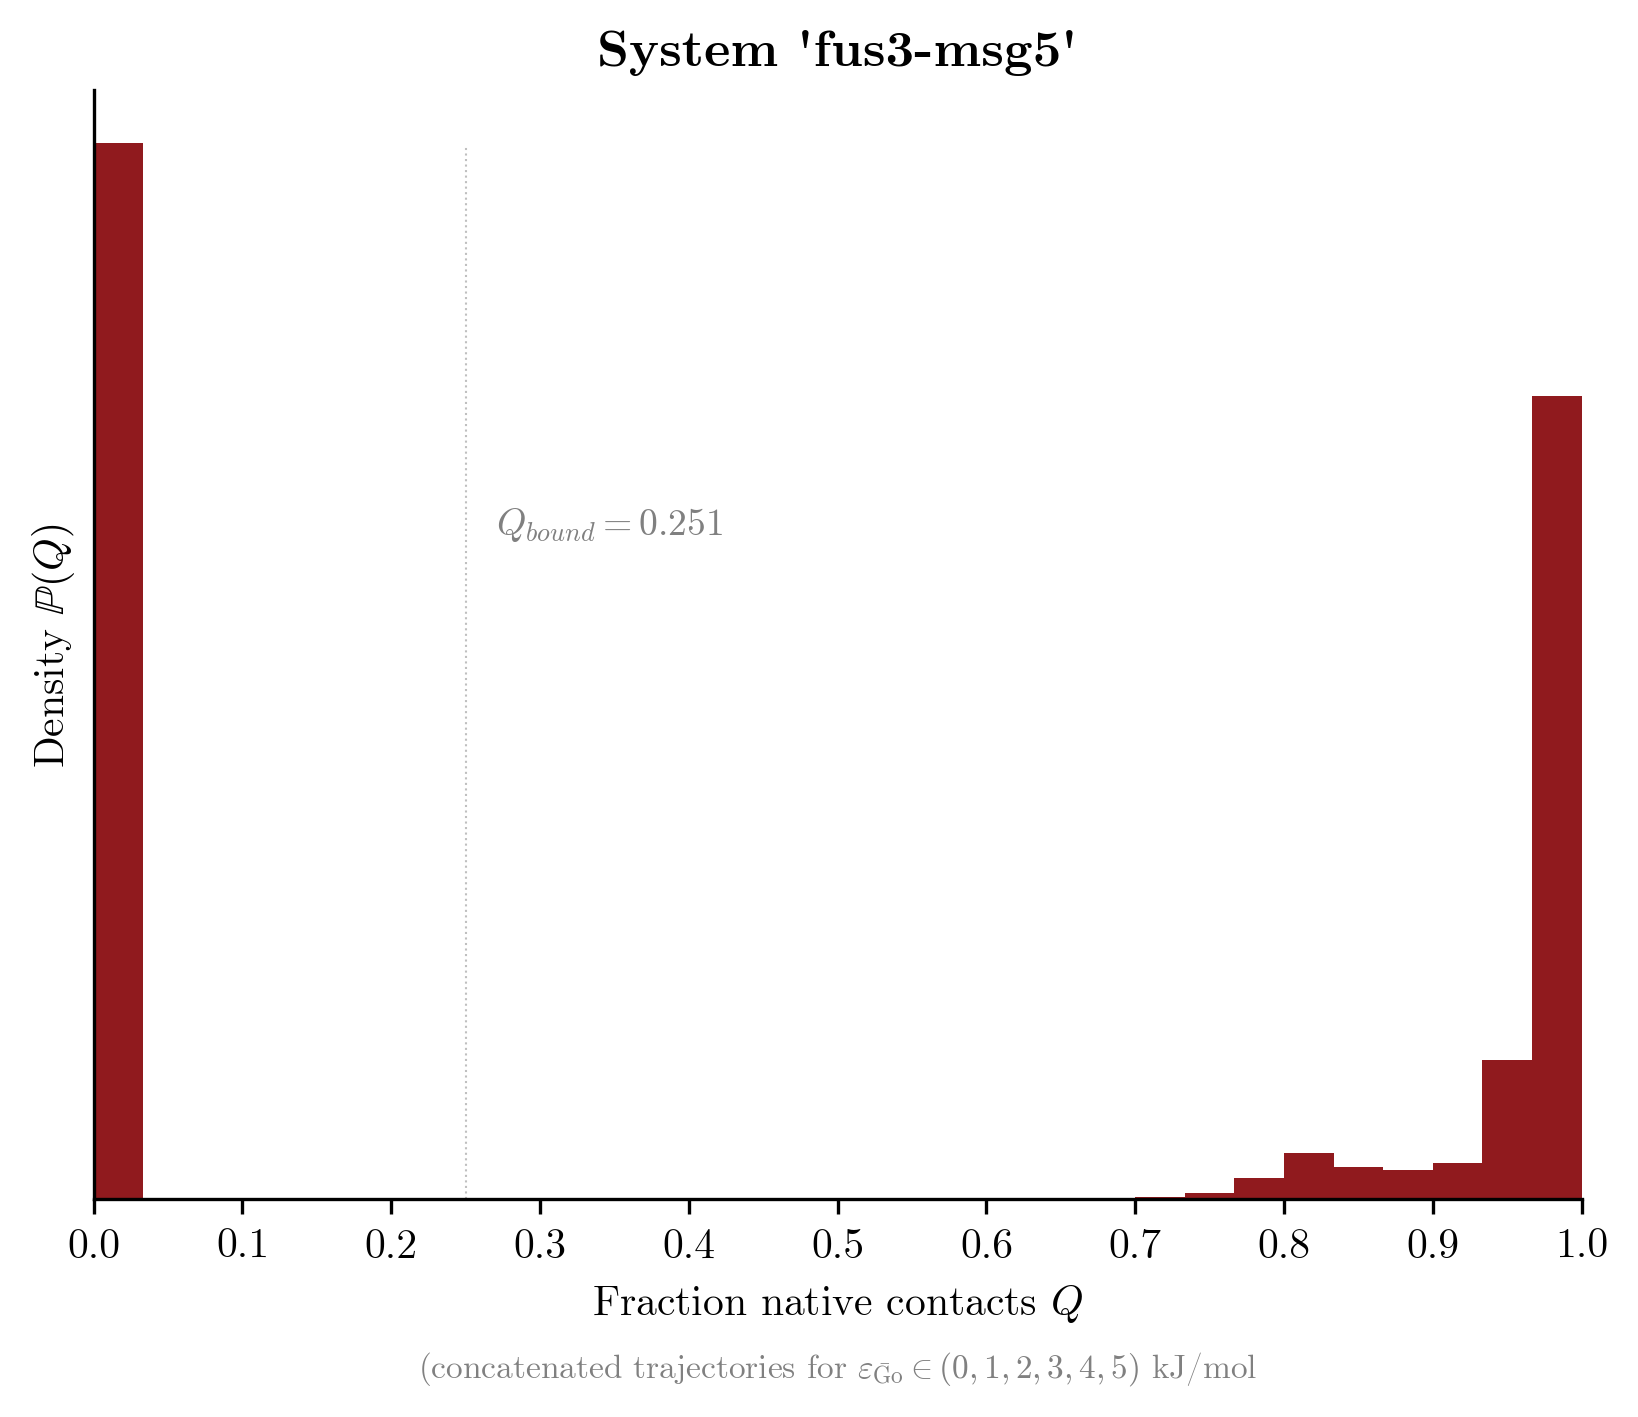 System 'fus3-msg5'
Density ℙ(Q)
Q_bound = 0.251
0.0 0.1 0.2 0.3 0.4 0.5 0.6 0.7 0.8 0.9 1.0
Fraction native contacts Q
(concatenated trajectories for ε_Ḡo ∈ (0, 1, 2, 3, 4, 5) kJ/mol